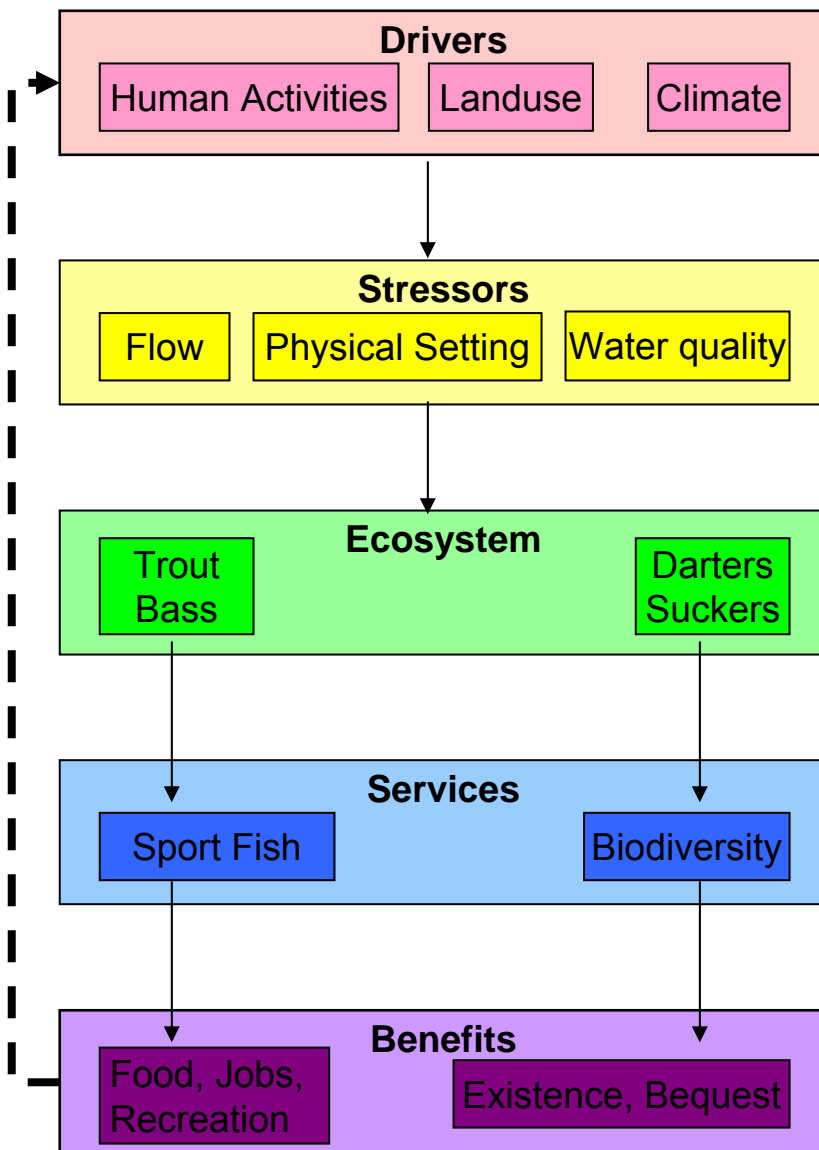 Drivers
Human Activities Landuse Climate
Stressors
Flow Physical Setting Water quality
Ecosystem
Trout
Bass
Darters
Suckers
Services
Sport Fish Biodiversity
Benefits
Food, Jobs,
Recreation
Existence, Bequest